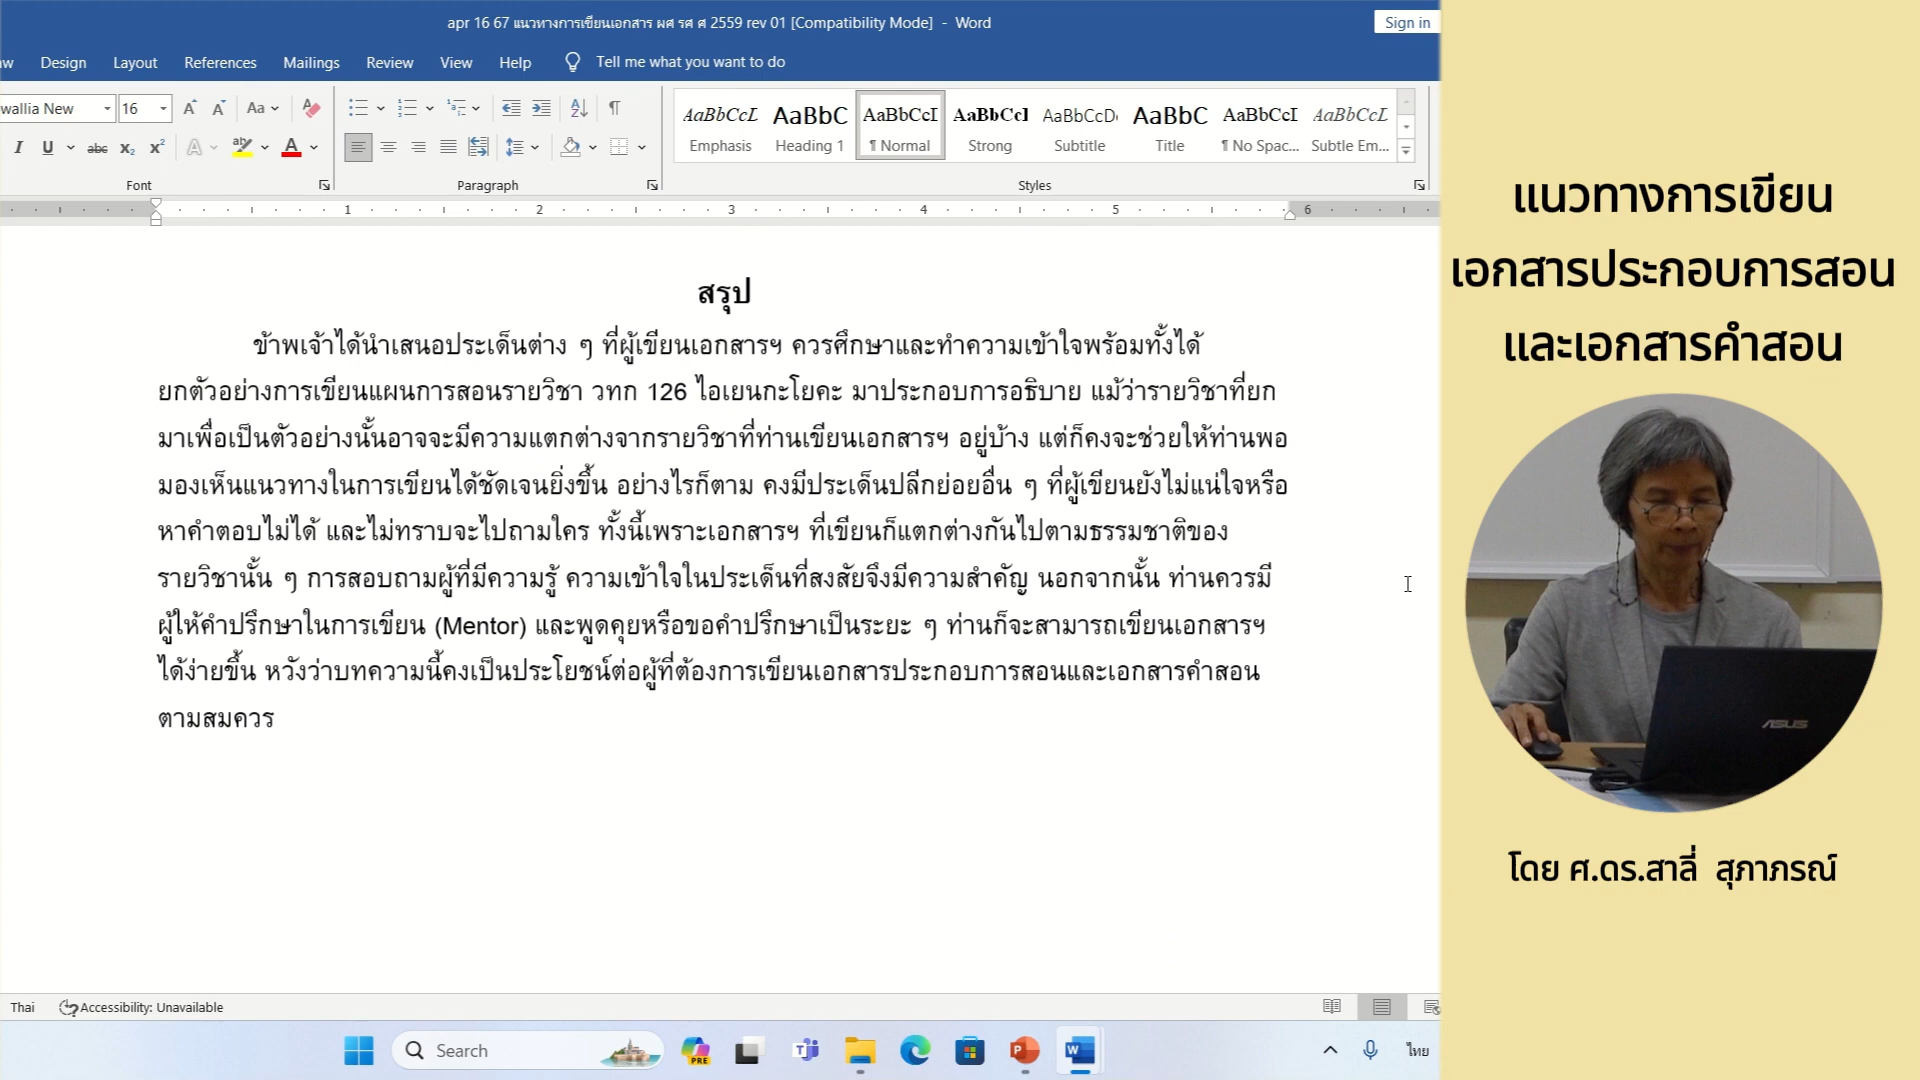 apr 16 67 แนวทางการเขียนเอกสาร ผศ รศ ศ 2559 rev 01 [Compatibility Mode] - Word
Sign in
Design Layout References Mailings Review View Help Tell me what you want to do
wallia New 16 Aa
AaBbCcL AaBbC AaBbCcI AaBbCcI AaBbCcD AaBbC AaBbCcI AaBbCcL
Emphasis Heading 1 ¶ Normal Strong Subtitle Title ¶ No Spac... Subtle Em...
Font Paragraph Styles
1 2 3 4 5 6
สรุป
ข้าพเจ้าได้นำเสนอประเด็นต่าง ๆ ที่ผู้เขียนเอกสารฯ ควรศึกษาและทำความเข้าใจพร้อมทั้งได้
ยกตัวอย่างการเขียนแผนการสอนรายวิชา วทก 126 ไอเยนกะโยคะ มาประกอบการอธิบาย แม้ว่ารายวิชาที่ยก
มาเพื่อเป็นตัวอย่างนั้นอาจจะมีความแตกต่างจากรายวิชาที่ท่านเขียนเอกสารฯ อยู่บ้าง แต่ก็คงจะช่วยให้ท่านพอ
มองเห็นแนวทางในการเขียนได้ชัดเจนยิ่งขึ้น อย่างไรก็ตาม คงมีประเด็นปลีกย่อยอื่น ๆ ที่ผู้เขียนยังไม่แน่ใจหรือ
หาคำตอบไม่ได้ และไม่ทราบจะไปถามใคร ทั้งนี้เพราะเอกสารฯ ที่เขียนก็แตกต่างกันไปตามธรรมชาติของ
รายวิชานั้น ๆ การสอบถามผู้ที่มีความรู้ ความเข้าใจในประเด็นที่สงสัยจึงมีความสำคัญ นอกจากนั้น ท่านควรมี
ผู้ให้คำปรึกษาในการเขียน (Mentor) และพูดคุยหรือขอคำปรึกษาเป็นระยะ ๆ ท่านก็จะสามารถเขียนเอกสารฯ
ได้ง่ายขึ้น หวังว่าบทความนี้คงเป็นประโยชน์ต่อผู้ที่ต้องการเขียนเอกสารประกอบการสอนและเอกสารคำสอน
ตามสมควร
Thai Accessibility: Unavailable
Search
PRE
ไทย
แนวทางการเขียน
เอกสารประกอบการสอน
และเอกสารคำสอน
ASUS
โดย ศ.ดร.สาลี่ สุภาภรณ์